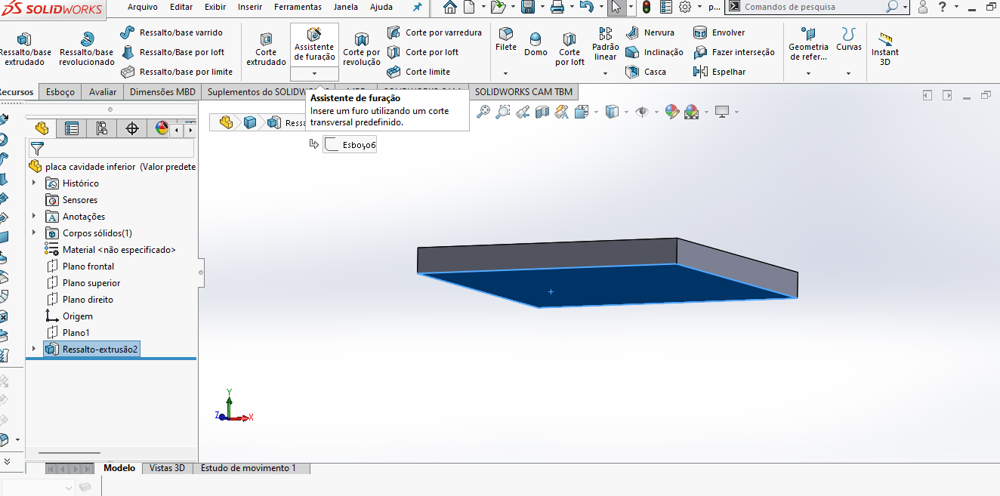 SOLIDWORKS
Arquivo Editar Exibir Inserir Ferramentas Janela Ajuda
p...
Comandos de pesquisa
Ressalto/base extrudado
Ressalto/base revolucionado
Ressalto/base varrido
Ressalto/Base por loft
Ressalto/base por limite
Corte extrudado
Assistente de furação
Corte por revolução
Corte por varredura
Corte por loft
Corte limite
Filete
Domo
Corte por loft
Padrão linear
Nervura
Inclinação
Casca
Envolver
Fazer interseção
Espelhar
Geometria de refer...
Curvas
Instant 3D
ecursos
Esboço
Avaliar
Dimensões MBD
Suplementos do SOLIDW
SOLIDWORKS CAM TBM
Assistente de furação
Insere um furo utilizando um corte
transversal predefinido.
Ressa
Esboço6
placa cavidade inferior (Valor predete
Histórico
Sensores
Anotações
Corpos sólidos(1)
Material <não especificado>
Plano frontal
Plano superior
Plano direito
Origem
Plano1
Ressalto-extrusão2
Y
Z
X
Modelo
Vistas 3D
Estudo de movimento 1